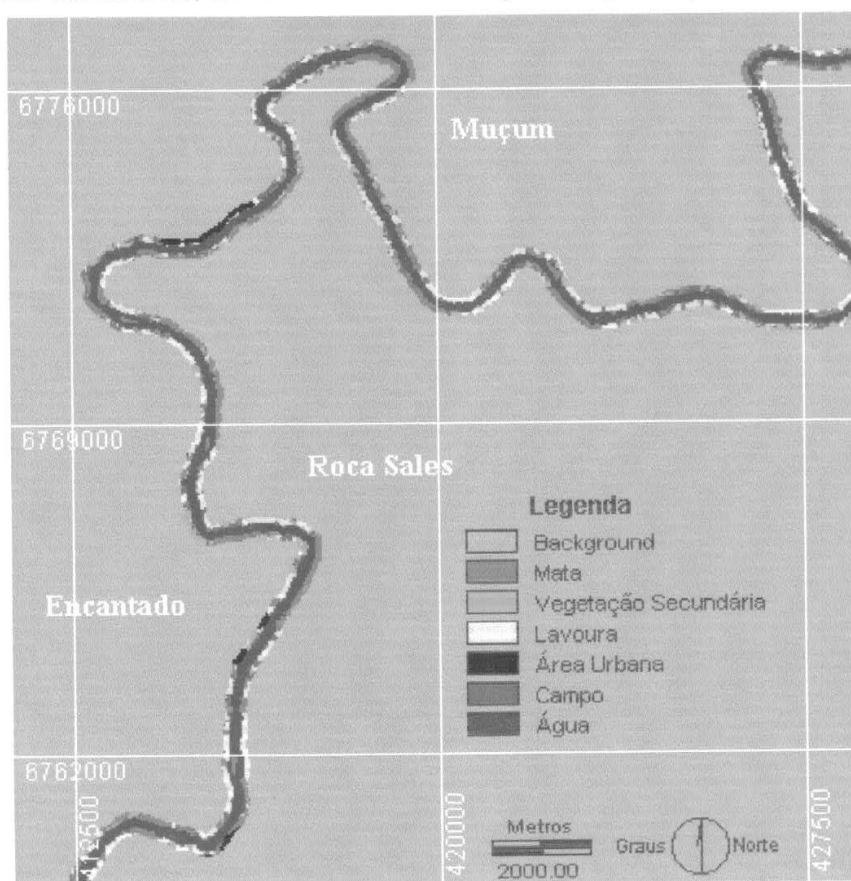 6776000
Muçum
6769000
Roca Sales
Legenda
Background
Mata
Vegetação Secundária
Encantado
Lavoura
Área Urbana
Campo
Água
6762000
412500
420000
427500
Metros
Graus
Norte
2000.00